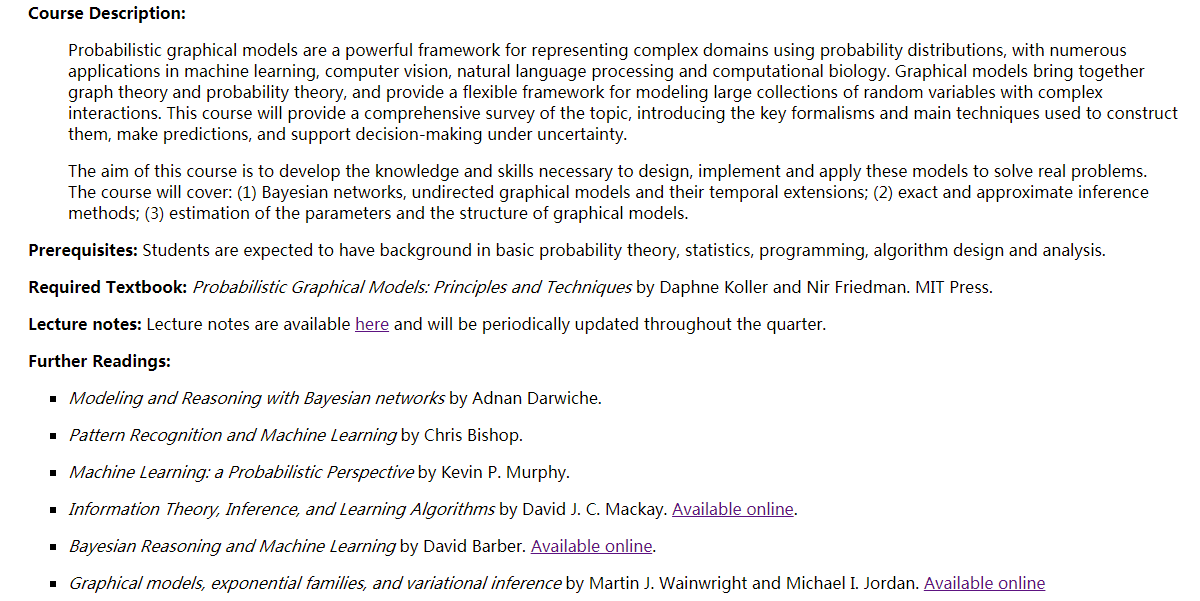 Course Description:
Probabilistic graphical models are a powerful framework for representing complex domains using probability distributions, with numerous
applications in machine learning, computer vision, natural language processing and computational biology. Graphical models bring together
graph theory and probability theory, and provide a flexible framework for modeling large collections of random variables with complex
interactions. This course will provide a comprehensive survey of the topic, introducing the key formalisms and main techniques used to construct
them, make predictions, and support decision-making under uncertainty.
The aim of this course is to develop the knowledge and skills necessary to design, implement and apply these models to solve real problems.
The course will cover: (1) Bayesian networks, undirected graphical models and their temporal extensions; (2) exact and approximate inference
methods; (3) estimation of the parameters and the structure of graphical models.
Prerequisites: Students are expected to have background in basic probability theory, statistics, programming, algorithm design and analysis.
Required Textbook: Probabilistic Graphical Models: Principles and Techniques by Daphne Koller and Nir Friedman. MIT Press.
Lecture notes: Lecture notes are available here and will be periodically updated throughout the quarter.
Further Readings:
▪ Modeling and Reasoning with Bayesian networks by Adnan Darwiche.
▪ Pattern Recognition and Machine Learning by Chris Bishop.
▪ Machine Learning: a Probabilistic Perspective by Kevin P. Murphy.
▪ Information Theory, Inference, and Learning Algorithms by David J. C. Mackay. Available online.
▪ Bayesian Reasoning and Machine Learning by David Barber. Available online.
▪ Graphical models, exponential families, and variational inference by Martin J. Wainwright and Michael I. Jordan. Available online